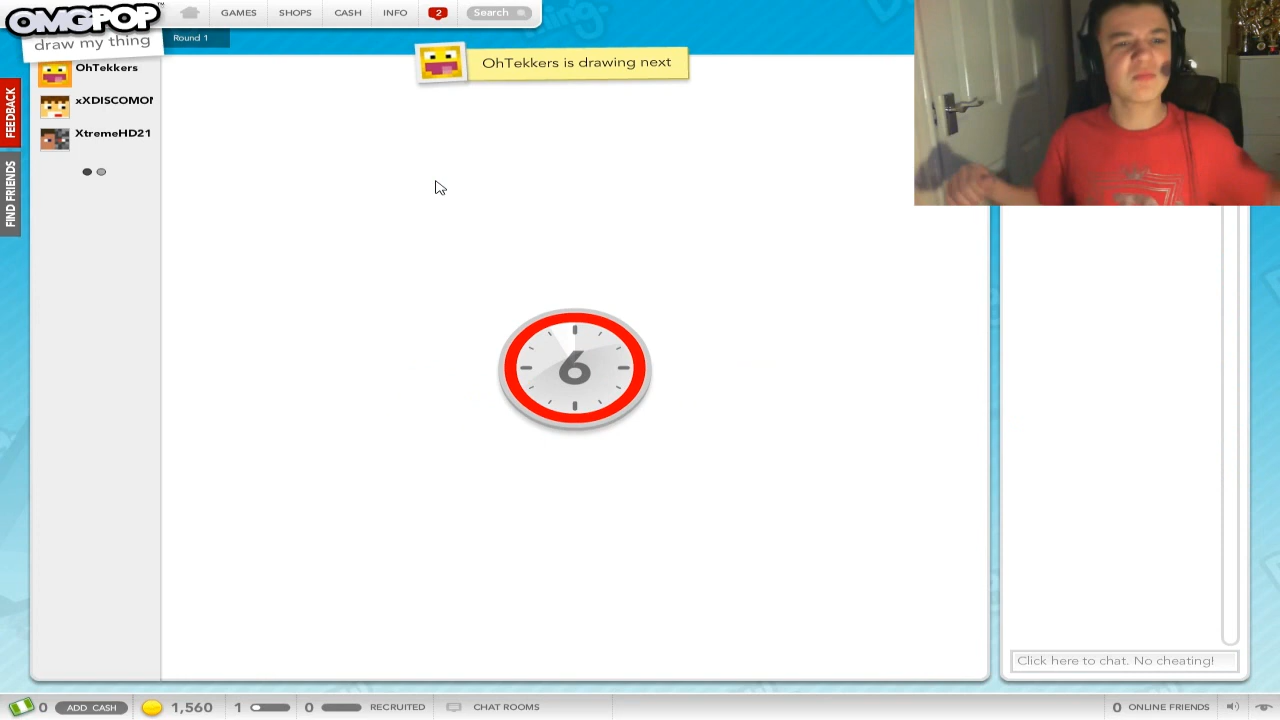 OMGPOP™
draw my thing
GAMES
SHOPS
CASH
INFO
2
Search
Round 1
OhTekkers is drawing next
FEEDBACK
FIND FRIENDS
OhTekkers
xXDISCOMO
XtremeHD21
6
Click here to chat. No cheating!
0
ADD CASH
1,560
1
0
RECRUITED
CHAT ROOMS
0 ONLINE FRIENDS